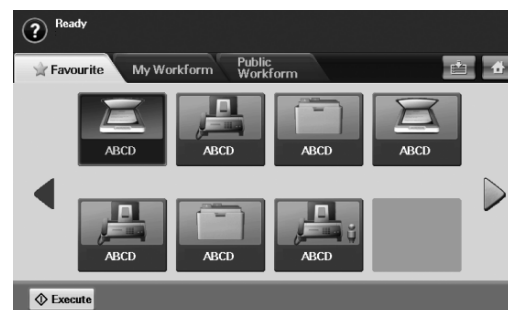 ? Ready
Favourite My Workform Public Workform
ABCD ABCD ABCD ABCD
ABCD ABCD ABCD
Execute